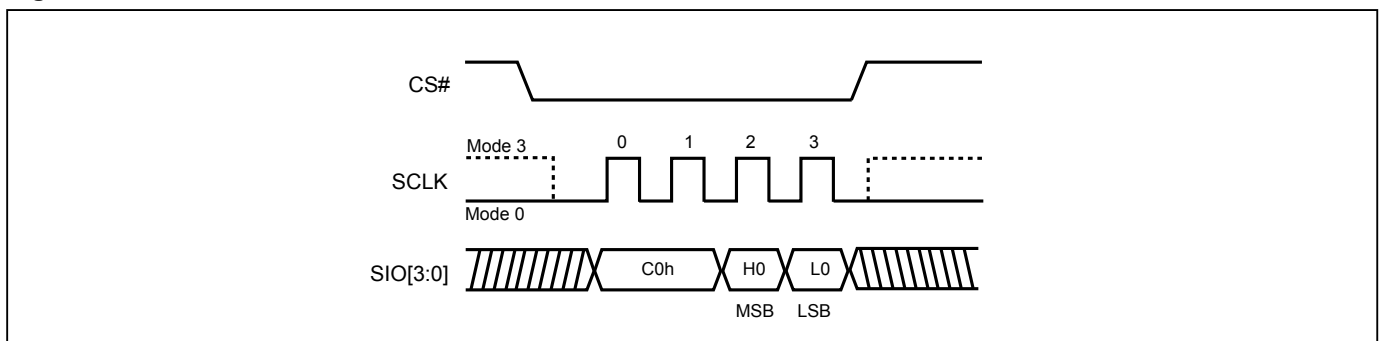 CS#
Mode 3 0 1 2 3
SCLK
Mode 0
SIO[3:0] C0h H0 L0
MSB LSB